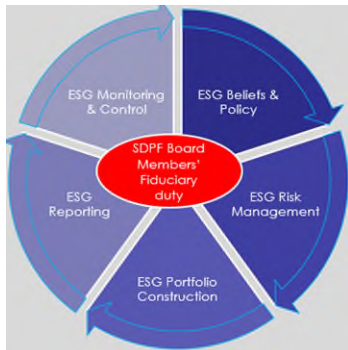 ESG Monitoring
& Control
ESG Beliefs &
Policy
SDPF Board
Members'
Fiduciary
duty
ESG
Reporting
ESG Risk
Management
ESG Portfolio
Construction